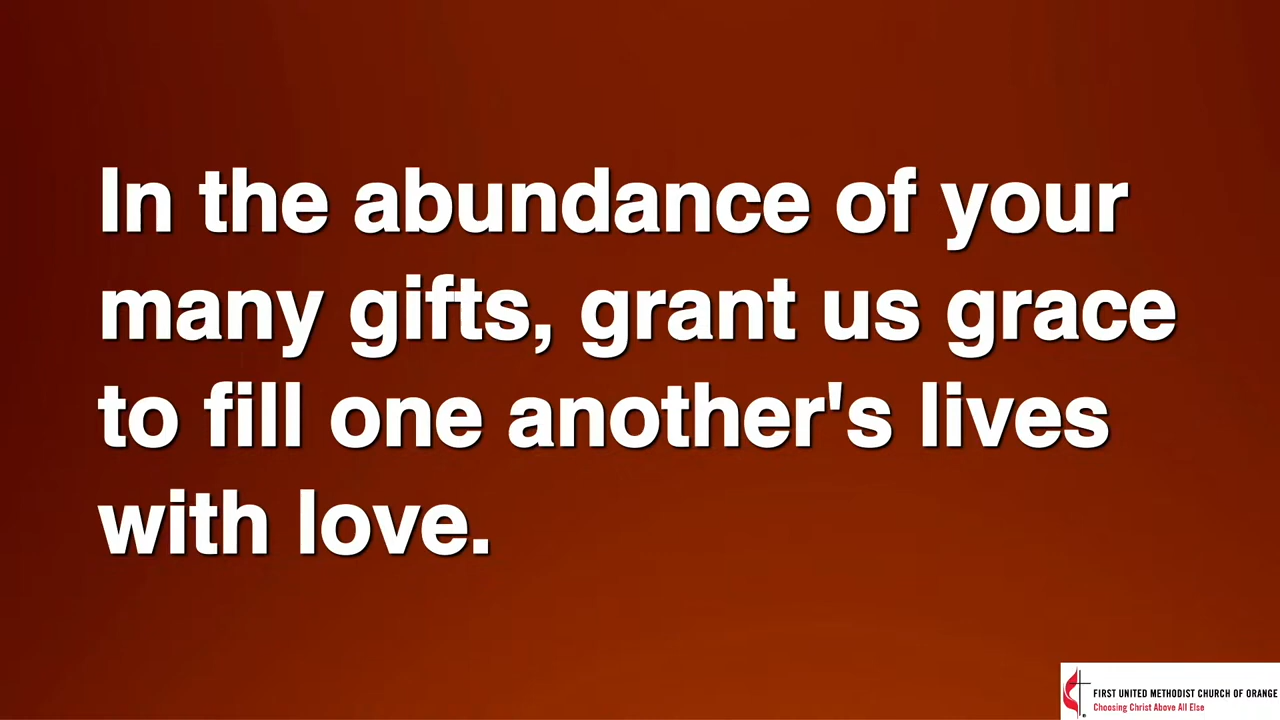 In the abundance of your
many gifts, grant us grace
to fill one another's lives
with love.
FIRST UNITED METHODIST CHURCH OF ORANGE
Choosing Christ Above All Else